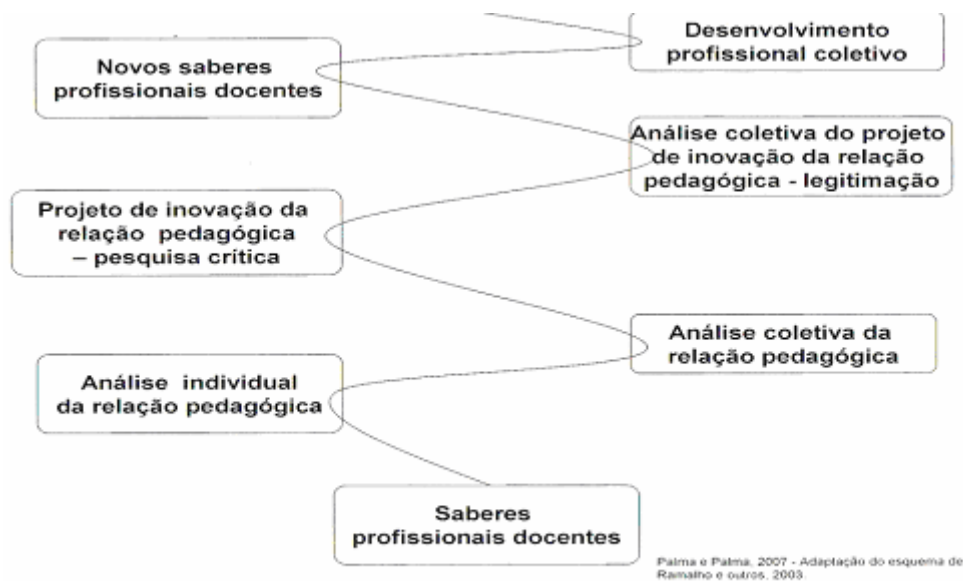 Desenvolvimento
profissional coletivo
Novos saberes
profissionais docentes
Análise coletiva do projeto
de inovação da relação
pedagógica - legitimação
Projeto de inovação da
relação pedagógica
– pesquisa crítica
Análise coletiva da
relação pedagógica
Análise individual
da relação pedagógica
Saberes
profissionais docentes
Palma e Palma, 2007 - Adaptação do esquema de
Ramalho e outros, 2003